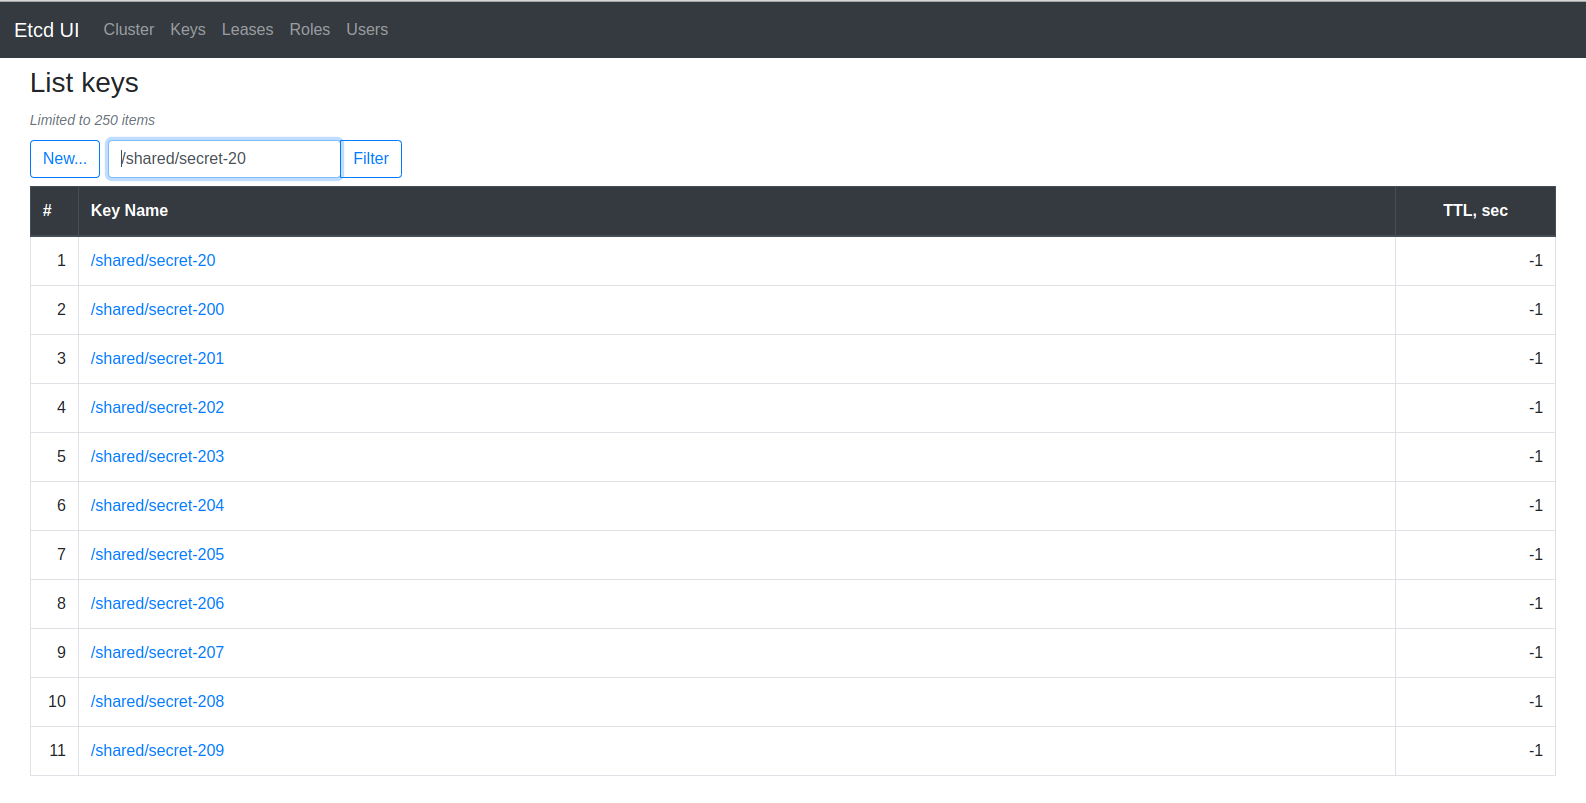 Etcd UI Cluster Keys Leases Roles Users
List keys
Limited to 250 items
New... /shared/secret-20 Filter
# Key Name TTL, sec
1 /shared/secret-20 -1
2 /shared/secret-200 -1
3 /shared/secret-201 -1
4 /shared/secret-202 -1
5 /shared/secret-203 -1
6 /shared/secret-204 -1
7 /shared/secret-205 -1
8 /shared/secret-206 -1
9 /shared/secret-207 -1
10 /shared/secret-208 -1
11 /shared/secret-209 -1